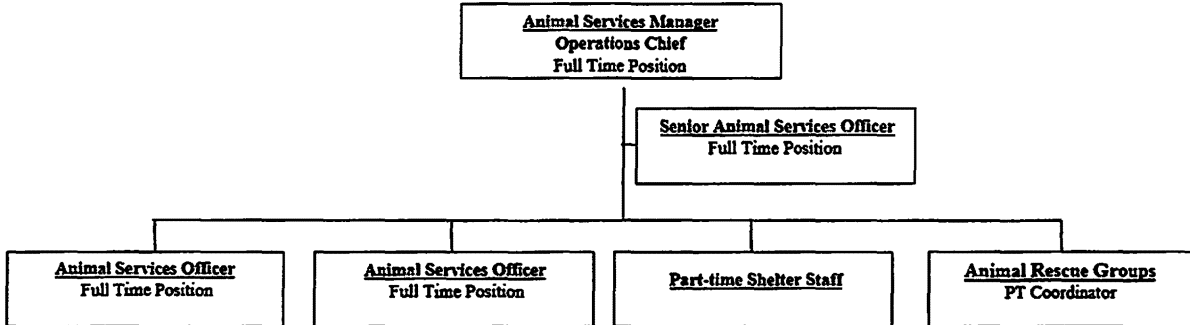 Animal Services Manager
Operations Chief
Full Time Position
Senior Animal Services Officer
Full Time Position
Animal Services Officer
Full Time Position
Animal Services Officer
Full Time Position
Part-time Shelter Staff
Animal Rescue Groups
PT Coordinator